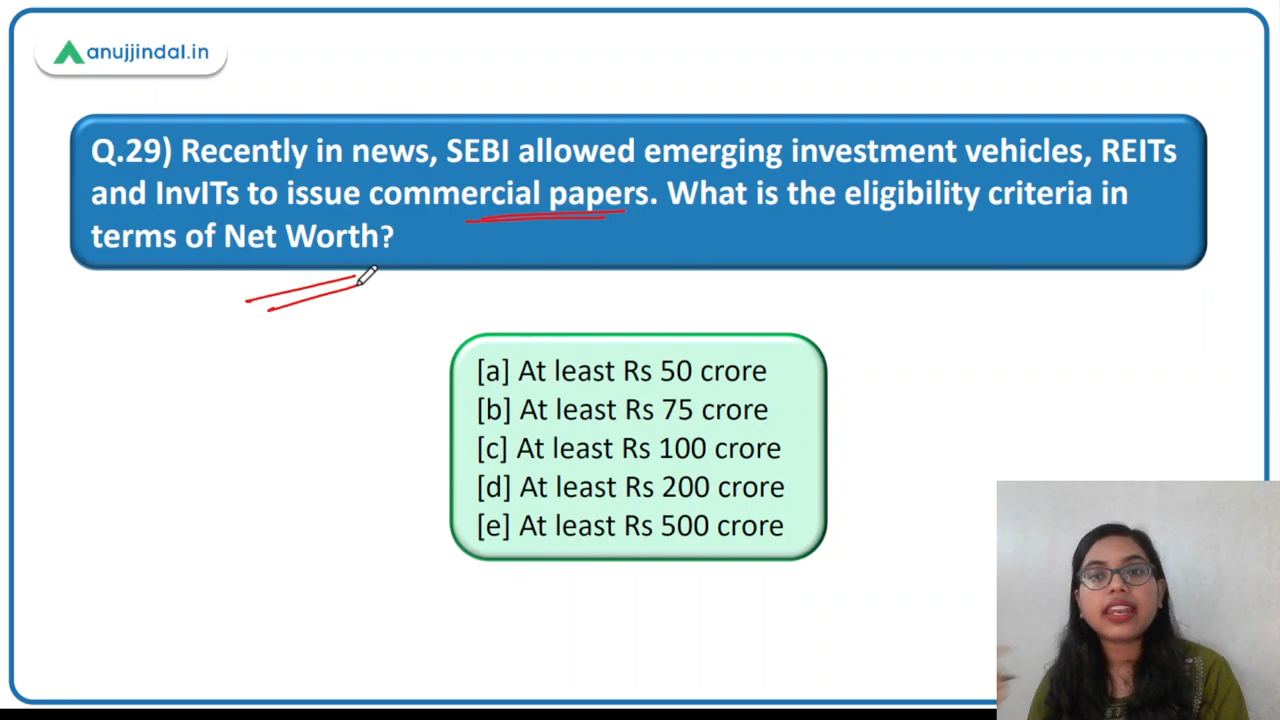 anujjindal.in
Q.29) Recently in news, SEBI allowed emerging investment vehicles, REITs
and InvITs to issue commercial papers. What is the eligibility criteria in
terms of Net Worth?
[a] At least Rs 50 crore
[b] At least Rs 75 crore
[c] At least Rs 100 crore
[d] At least Rs 200 crore
[e] At least Rs 500 crore